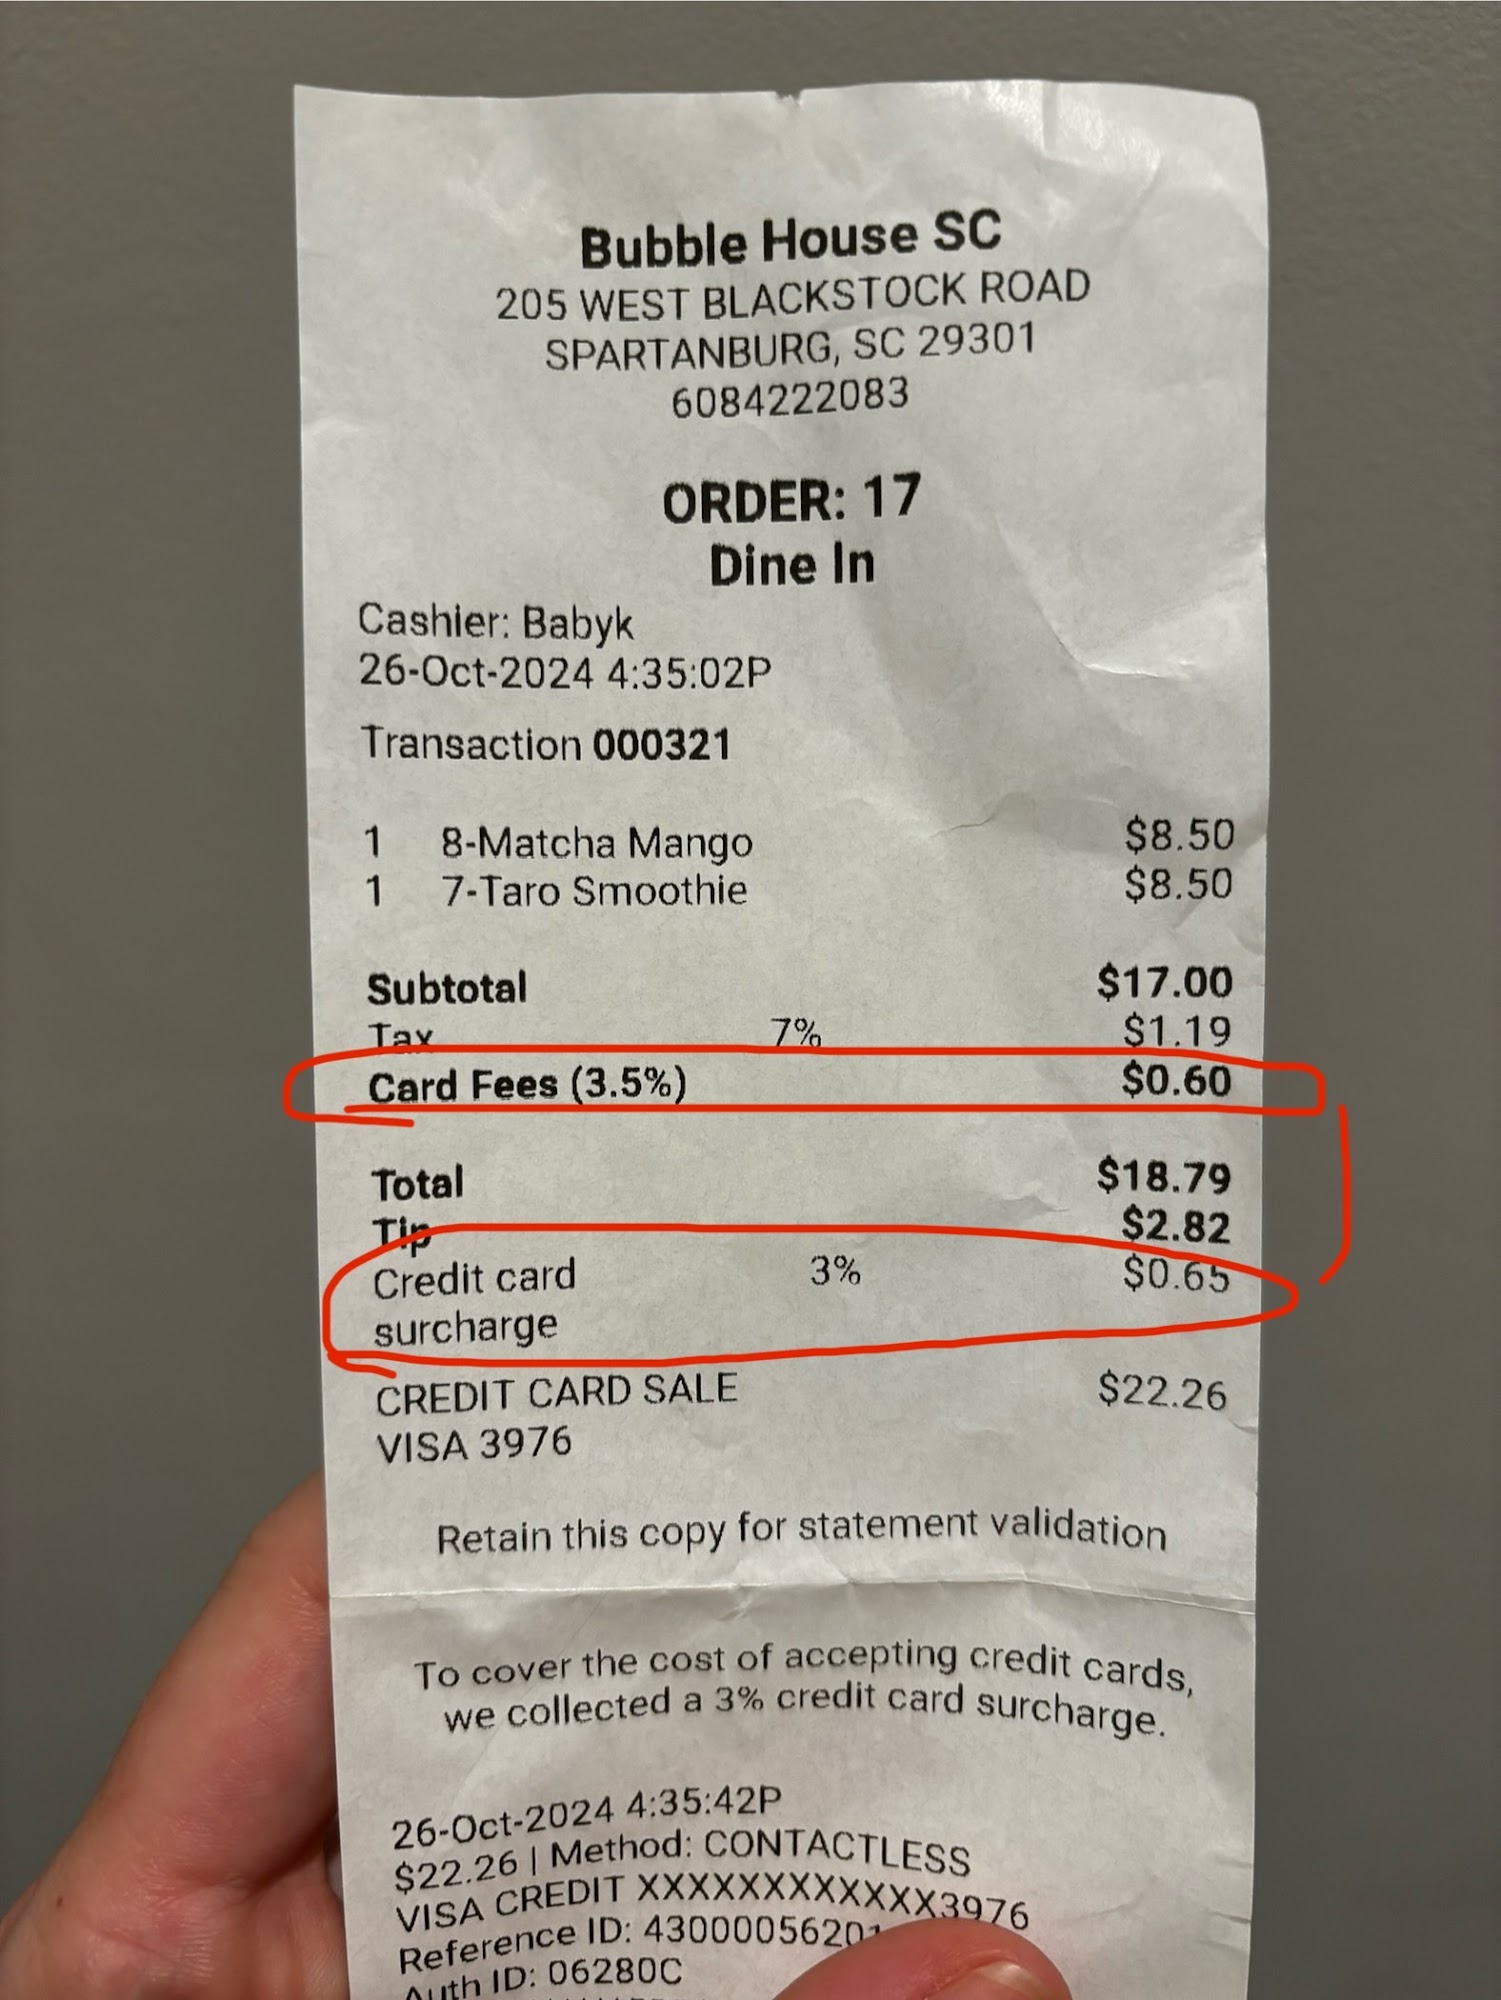 Bubble House SC
205 WEST BLACKSTOCK ROAD
SPARTANBURG, SC 29301
6084222083
ORDER: 17
Dine In
Cashier: Babyk
26-Oct-2024 4:35:02P
Transaction 000321
1 8-Matcha Mango $8.50
1 7-Taro Smoothie $8.50
Subtotal $17.00
Tax 7% $1.19
Card Fees (3.5%) $0.60
Total $18.79
Tip $2.82
Credit card 3% $0.65
surcharge
CREDIT CARD SALE $22.26
VISA 3976
Retain this copy for statement validation
To cover the cost of accepting credit cards,
we collected a 3% credit card surcharge.
26-Oct-2024 4:35:42P
$22.26 | Method: CONTACTLESS
VISA CREDIT XXXXXXXXXXXX3976
Reference ID:
Auth ID: 06280C